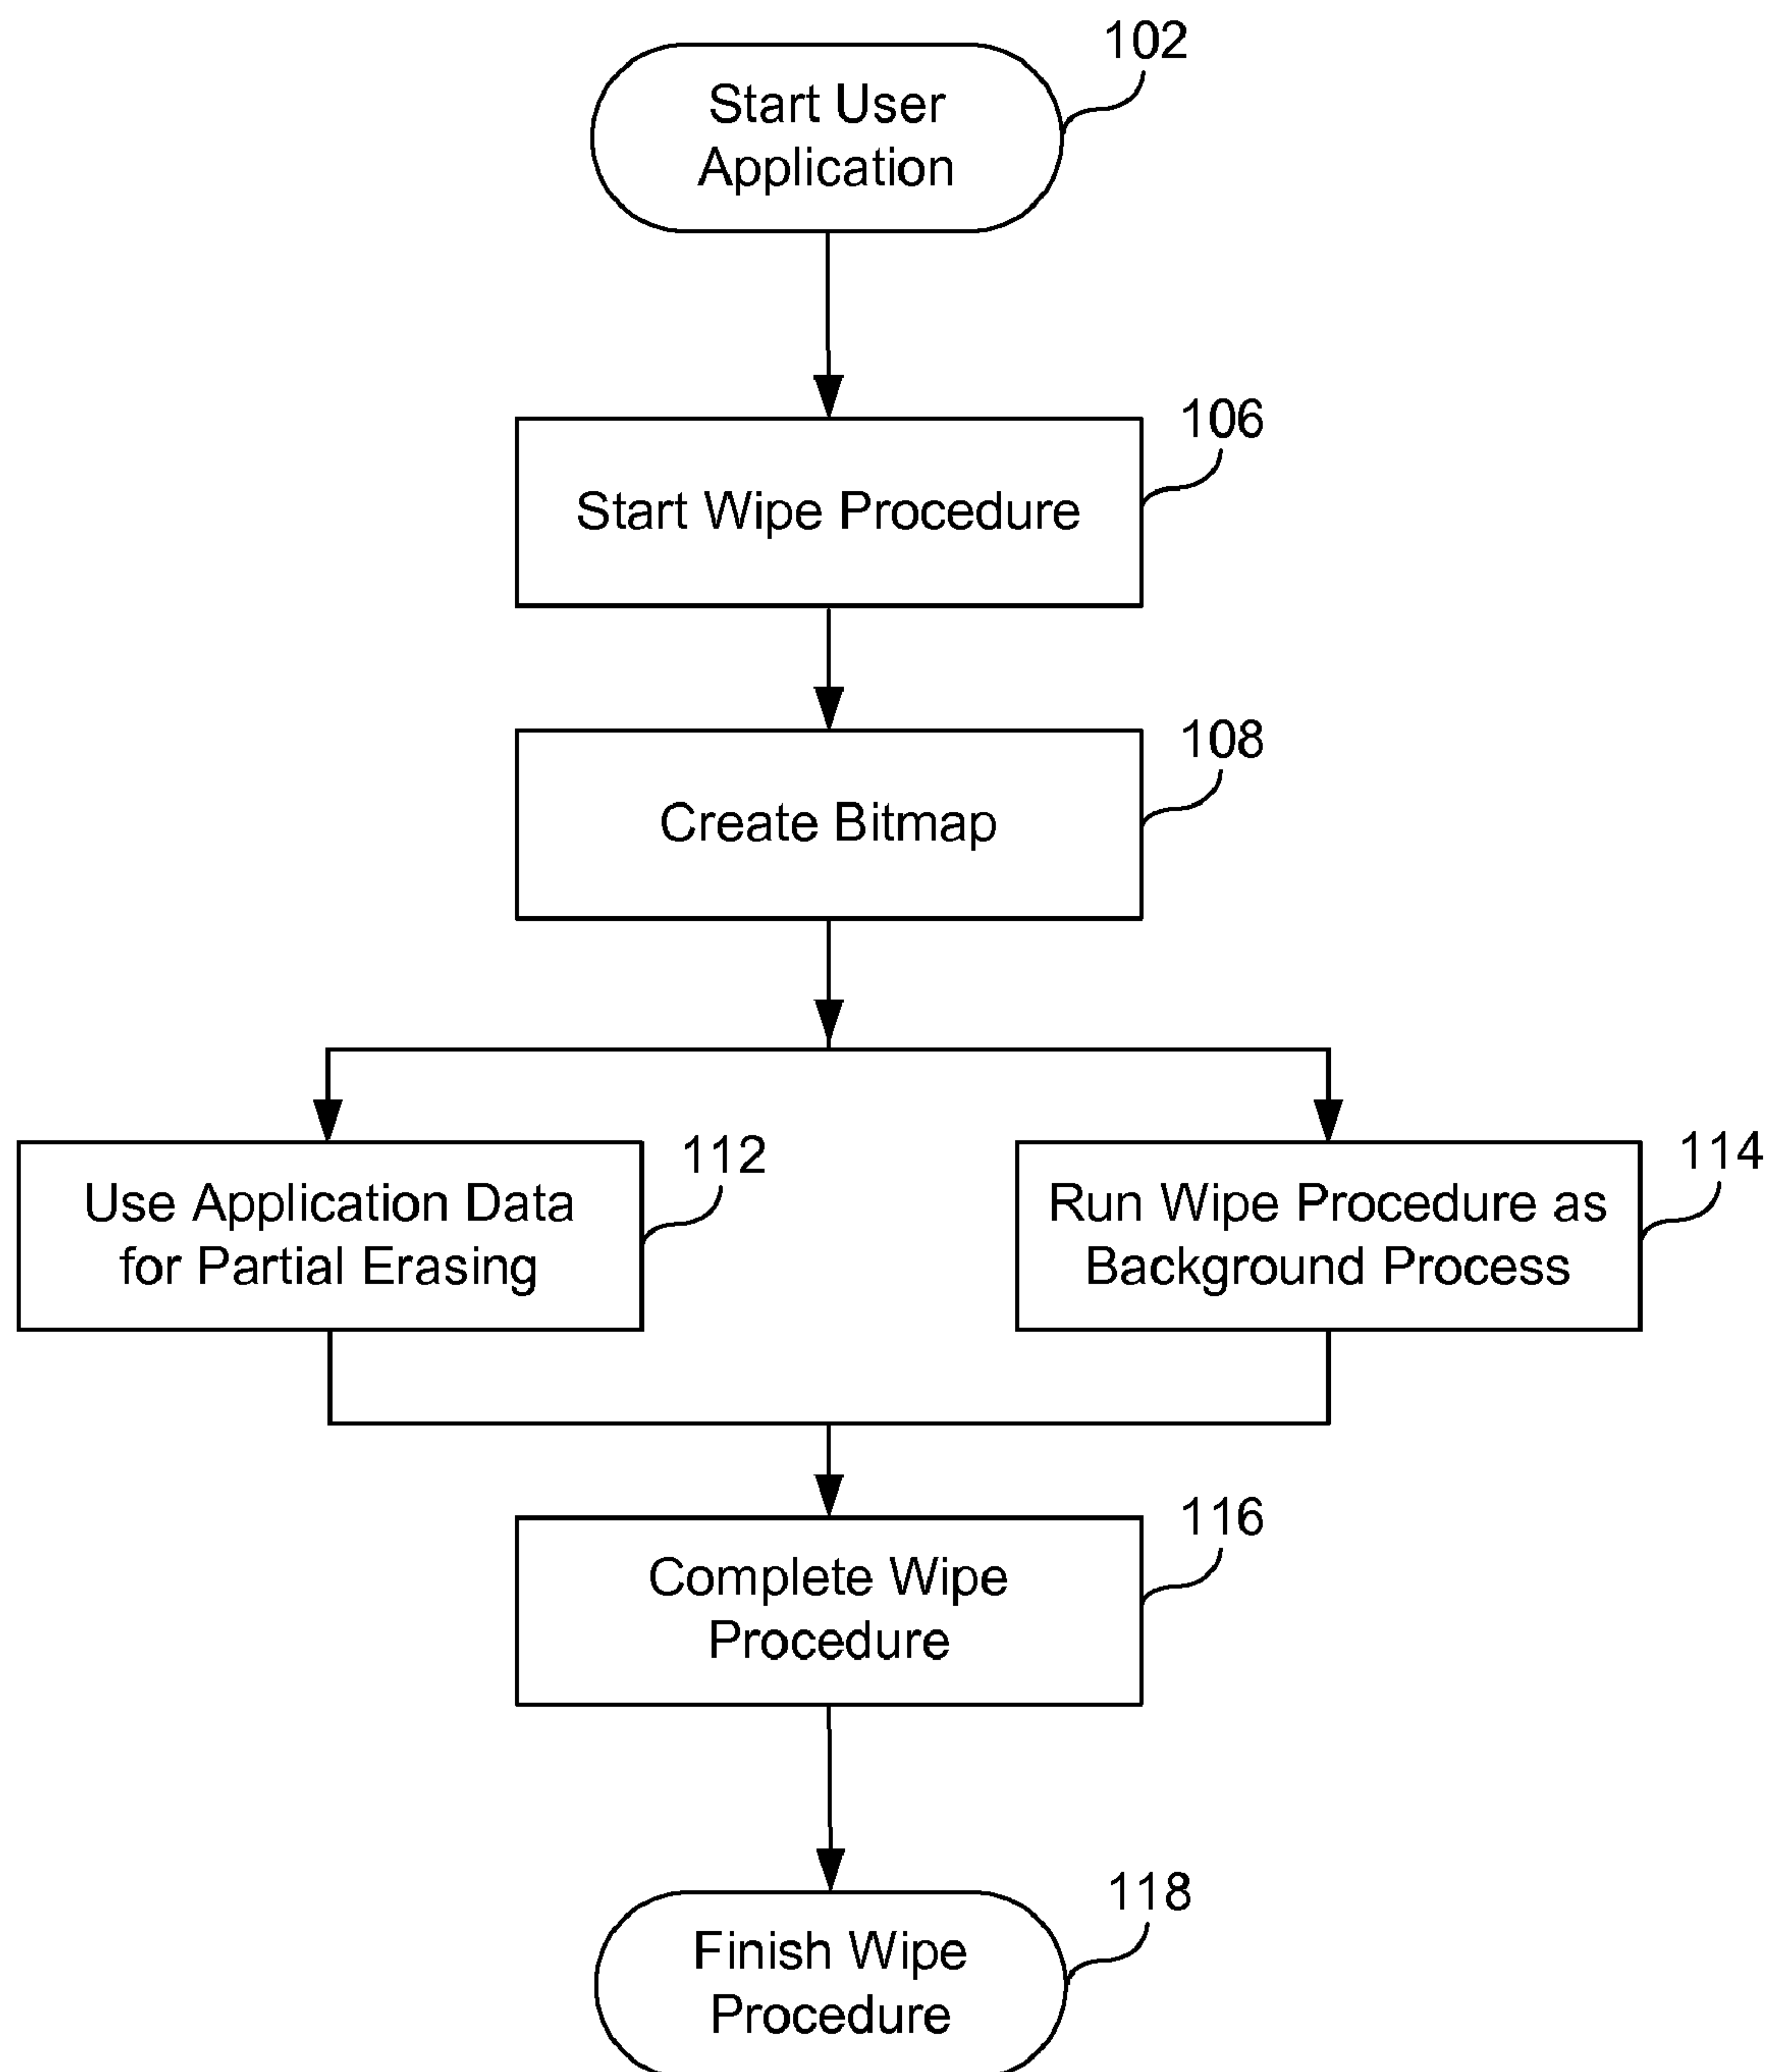 102
Start User
Application
106
Start Wipe Procedure
108
Create Bitmap
112
Use Application Data
for Partial Erasing
114
Run Wipe Procedure as
Background Process
116
Complete Wipe
Procedure
118
Finish Wipe
Procedure